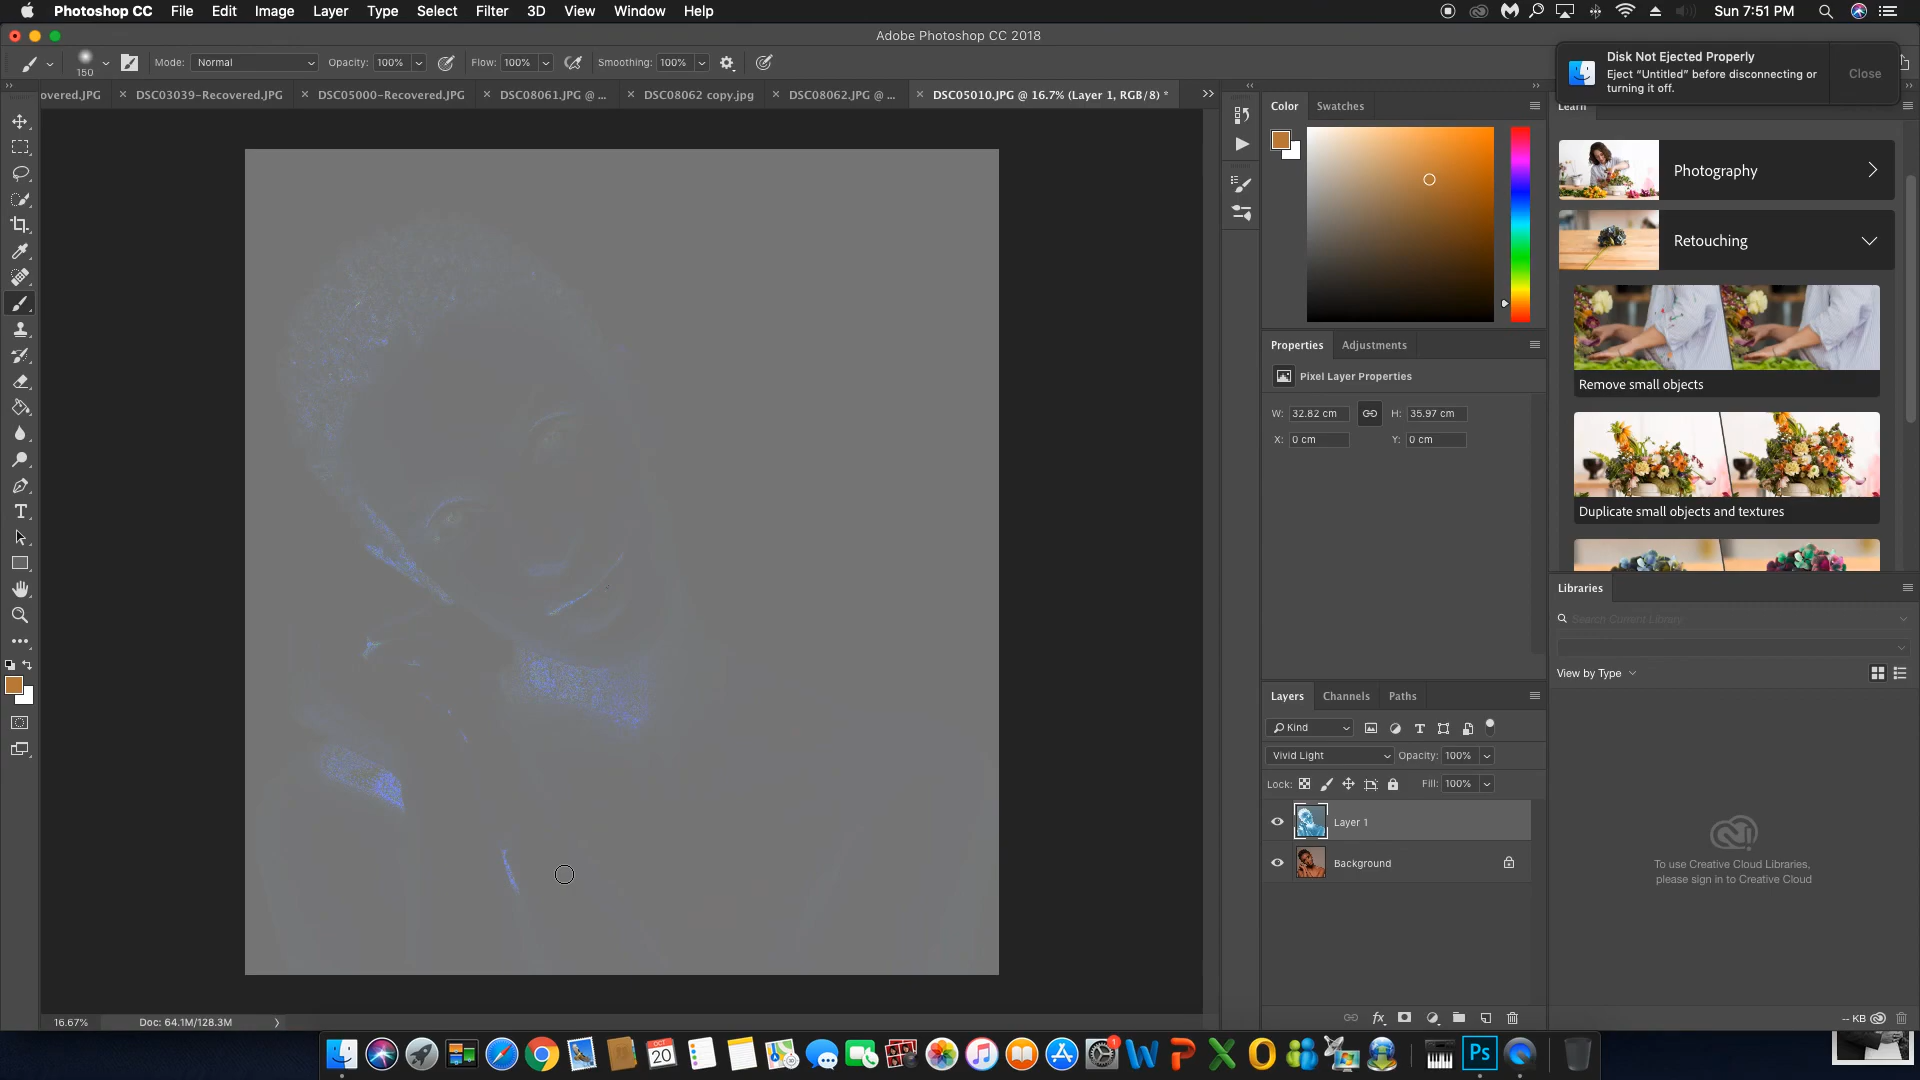 Photoshop CC File Edit Image Layer Type Select Filter 3D View Window Help Sun 7:51 PM
Adobe Photoshop CC 2018
150 Mode: Normal Opacity: 100% Flow: 100% Smoothing: 100%
Disk Not Ejected Properly
Eject “Untitled” before disconnecting or
turning it off.
Close
overed.JPG DSC03039-Recovered.JPG DSC05000-Recovered.JPG DSC08061.JPG @ ... DSC08062 copy.jpg DSC08062.JPG @ ... DSC05010.JPG @ 16.7% (Layer 1, RGB/8) *
Color Swatches
Learn
Photography
Retouching
Remove small objects
Duplicate small objects and textures
Properties Adjustments
Pixel Layer Properties
W: 32.82 cm H: 35.97 cm
X: 0 cm Y: 0 cm
Libraries
Search Current Library
View by Type
Layers Channels Paths
Kind
Vivid Light Opacity: 100%
Lock: Fill: 100%
Layer 1
Background
To use Creative Cloud Libraries,
please sign in to Creative Cloud
-- KB
16.67% Doc: 64.1M/128.3M
OCT
20
1
Ps